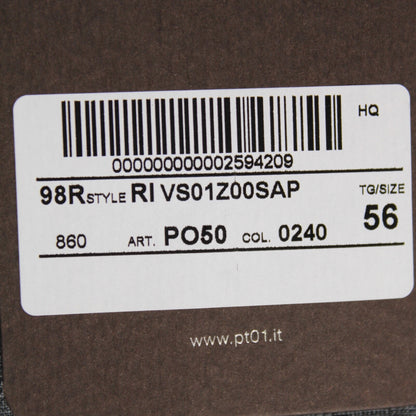 HQ
000000000002594209
98R STYLE RI VS01Z00SAP TG/SIZE
860 ART. PO50 COL. 0240 56
www.pt01.it